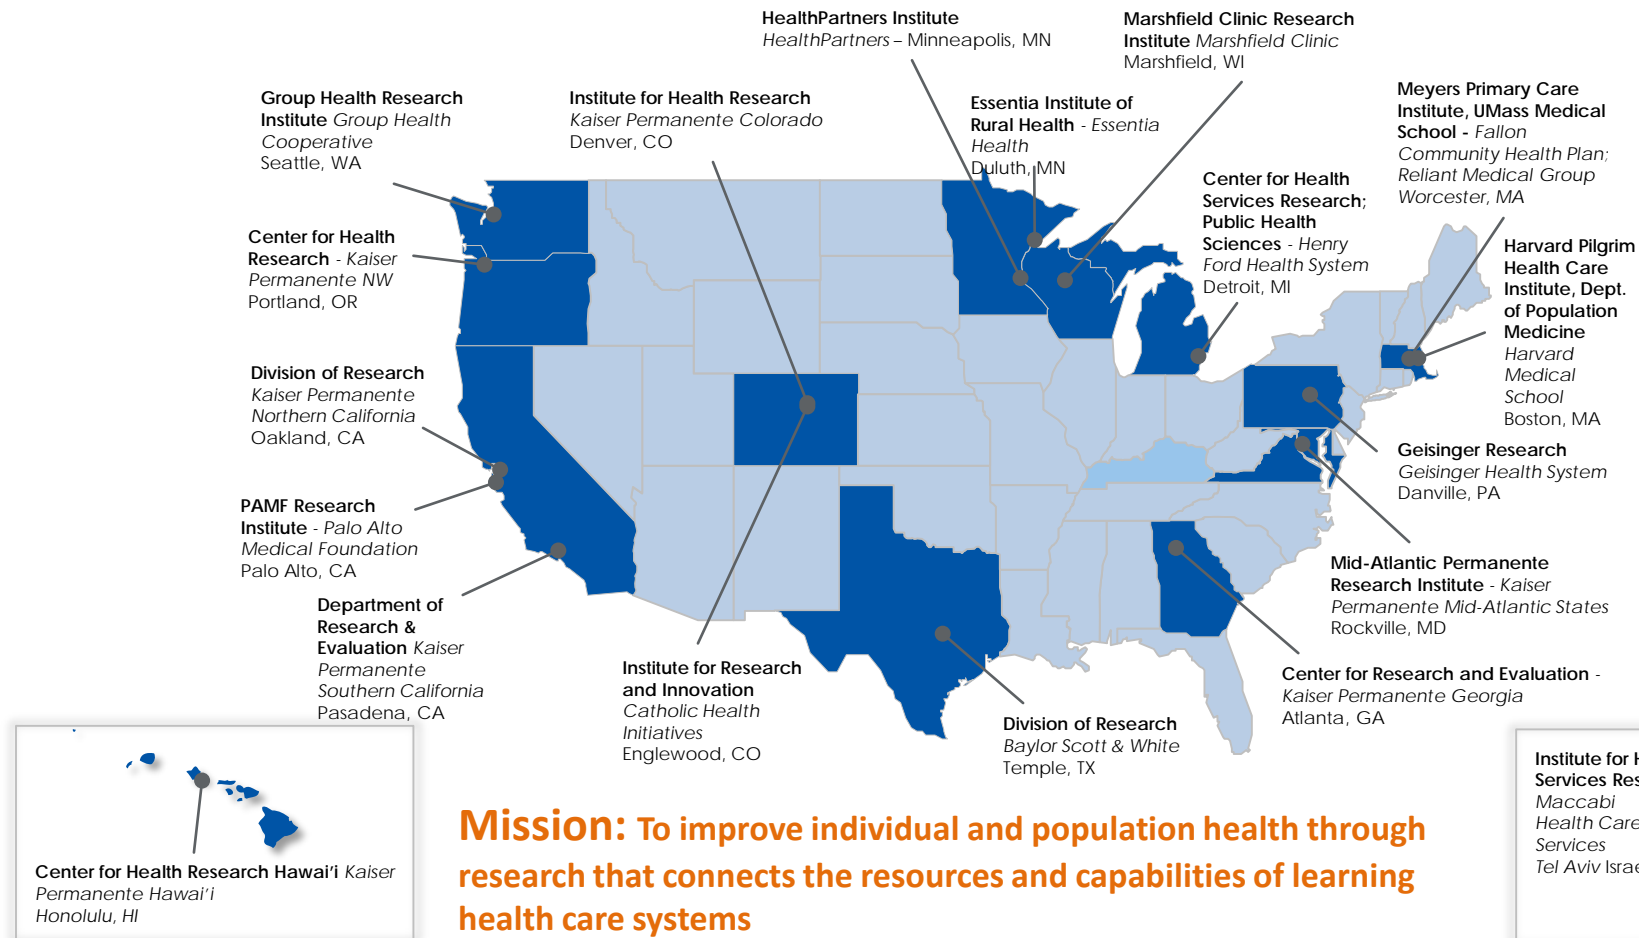 HealthPartners Institute
HealthPartners – Minneapolis, MN
Marshfield Clinic Research
Institute Marshfield Clinic
Marshfield, WI
Group Health Research
Institute Group Health
Cooperative
Seattle, WA
Institute for Health Research
Kaiser Permanente Colorado
Denver, CO
Essentia Institute of
Rural Health - Essentia
Health
Duluth, MN
Meyers Primary Care
Institute, UMass Medical
School - Fallon
Community Health Plan;
Reliant Medical Group
Worcester, MA
Center for Health
Services Research;
Public Health
Sciences - Henry
Ford Health System
Detroit, MI
Center for Health
Research - Kaiser
Permanente NW
Portland, OR
Harvard Pilgrim
Health Care
Institute, Dept.
of Population
Medicine
Harvard
Medical
School
Boston, MA
Division of Research
Kaiser Permanente
Northern California
Oakland, CA
Geisinger Research
Geisinger Health System
Danville, PA
PAMF Research
Institute - Palo Alto
Medical Foundation
Palo Alto, CA
Mid-Atlantic Permanente
Research Institute - Kaiser
Permanente Mid-Atlantic States
Rockville, MD
Department of
Research &
Evaluation Kaiser
Permanente
Southern California
Pasadena, CA
Institute for Research
and Innovation
Catholic Health
Initiatives
Englewood, CO
Division of Research
Baylor Scott & White
Temple, TX
Center for Research and Evaluation -
Kaiser Permanente Georgia
Atlanta, GA
Center for Health Research Hawai'i Kaiser
Permanente Hawai'i
Honolulu, HI
Mission: To improve individual and population health through
research that connects the resources and capabilities of learning
health care systems
Institute for
Services
Maccabi
Health Care
Services
Tel Aviv